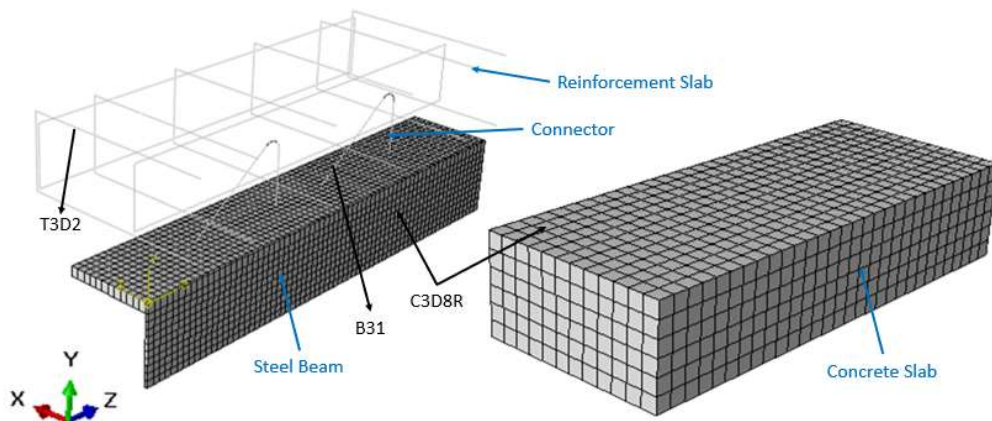 Reinforcement Slab
Connector
T3D2
C3D8R
B31
Steel Beam
Concrete Slab
Y
X
Z